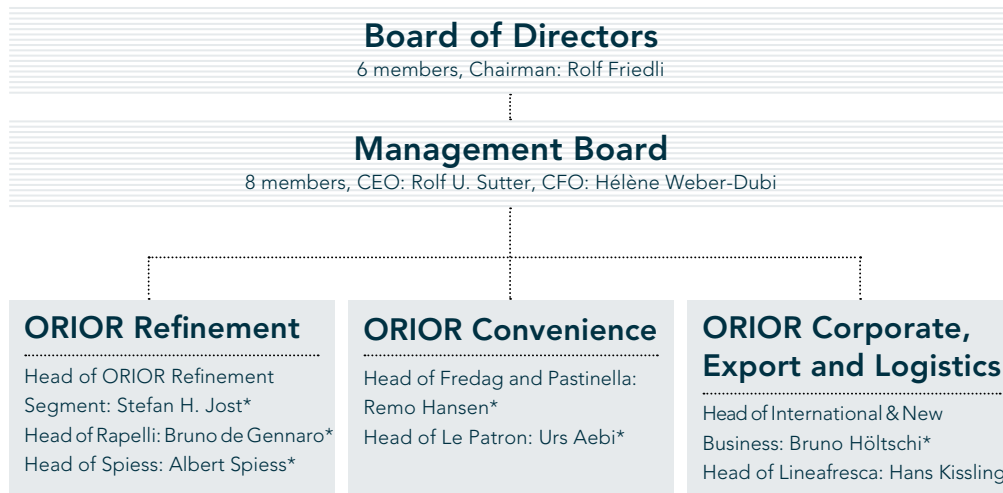 Board of Directors
6 members, Chairman: Rolf Friedli
Management Board
8 members, CEO: Rolf U. Sutter, CFO: Hélène Weber-Dubi
ORIOR Refinement
Head of ORIOR Refinement
Segment: Stefan H. Jost*
Head of Rapelli: Bruno de Gennaro*
Head of Spiess: Albert Spiess*
ORIOR Convenience
Head of Fredag and Pastinella:
Remo Hansen*
Head of Le Patron: Urs Aebi*
ORIOR Corporate,
Export and Logistics
Head of International & New
Business: Bruno Höltschi*
Head of Lineafresca: Hans Kissling